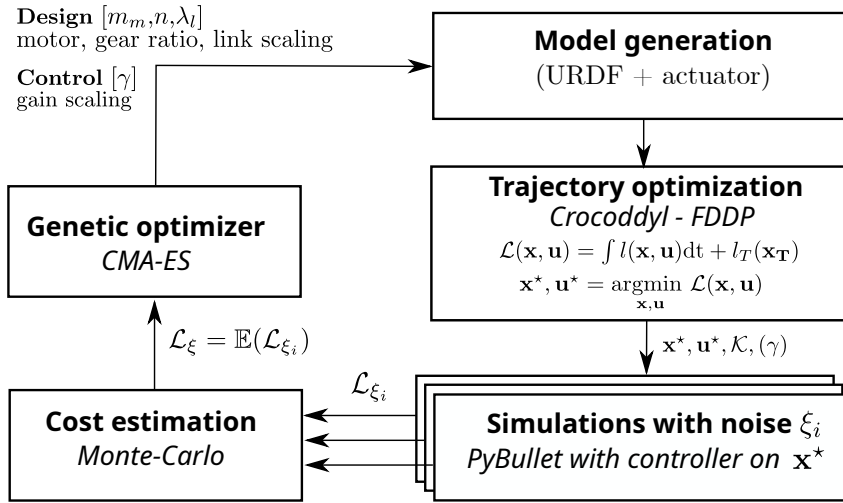 Design [m_m,n,λ_l]
motor, gear ratio, link scaling
Control [γ]
gain scaling
Model generation
(URDF + actuator)
Trajectory optimization
Crocoddyl - FDDP
ℒ(x, u) = ∫ l(x, u)dt + l_T(x_T)
x⋆, u⋆ = argmin ℒ(x, u)
x,u
x⋆, u⋆, 𝒦, (γ)
Simulations with noise ξ_i
PyBullet with controller on x⋆
ℒ_ξ_i
Cost estimation
Monte-Carlo
ℒ_ξ = 𝔼(ℒ_ξ_i)
Genetic optimizer
CMA-ES